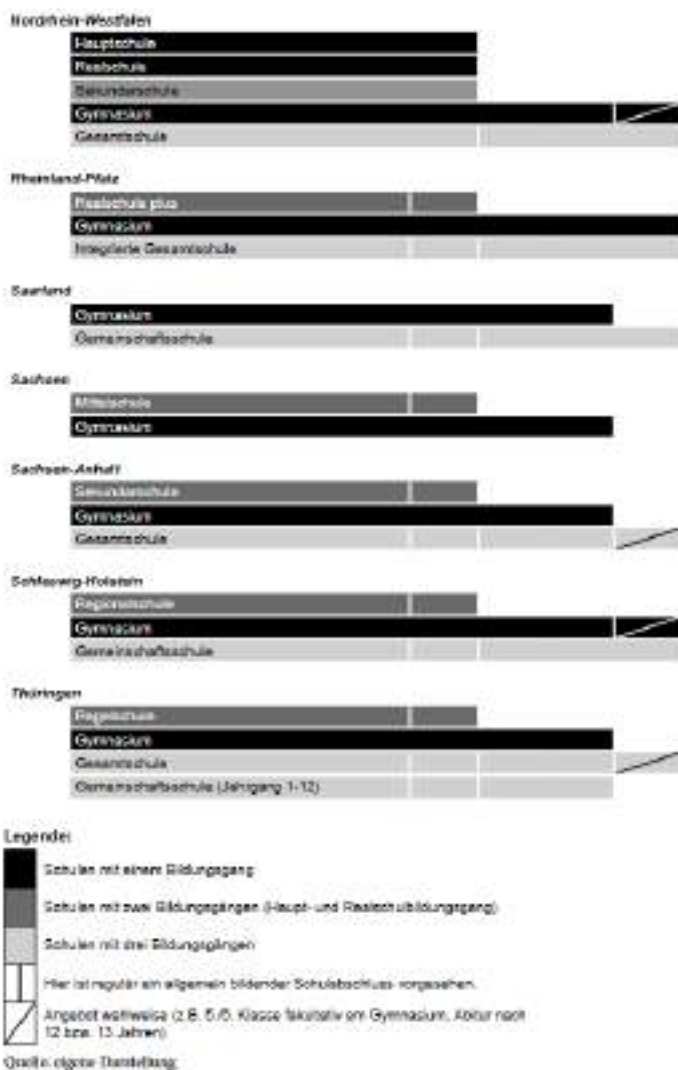 Nordrhein-Westfalen
Hauptschule
Realschule
Sekundarschule
Gymnasium
Gesamtschule
Rheinland-Pfalz
Realschule plus
Gymnasium
Integrierte Gesamtschule
Saarland
Gymnasium
Gemeinschaftsschule
Sachsen
Mittelschule
Gymnasium
Sachsen-Anhalt
Sekundarschule
Gymnasium
Gesamtschule
Schleswig-Holstein
Regionalschule
Gymnasium
Gemeinschaftsschule
Thüringen
Regelschule
Gymnasium
Gesamtschule
Gemeinschaftsschule (Jahrgang 1-12)
Legende:
Schulen mit einem Bildungsgang
Schulen mit zwei Bildungsgängen (Haupt- und Realschulbildungsgang)
Schulen mit drei Bildungsgängen
Hier ist regulär ein allgemein bildender Schulabschluss vorgesehen.
Angebot wahlweise (z.B. 5./6. Klasse fakultativ am Gymnasium, Abitur nach
12 bzw. 13 Jahren)
Quelle: eigene Darstellung